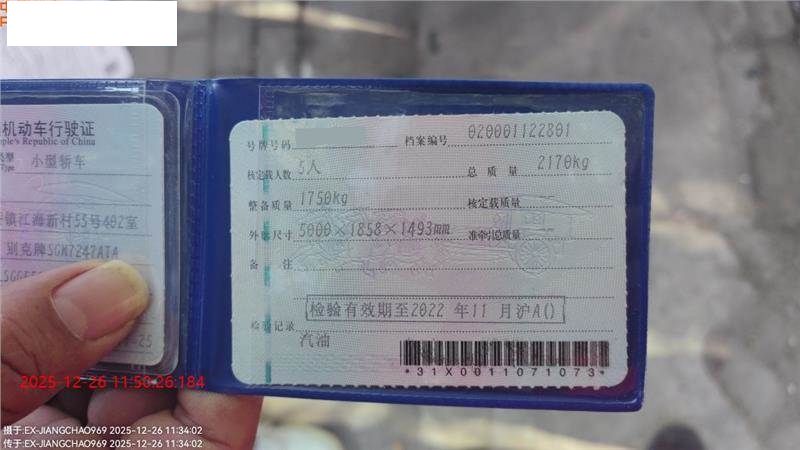 机动车行驶证
ple's Republic of China
小型轿车
镇江海新村55号402室
别克牌SGM7242ATA
25
号牌号码
档案编号 020001122801
核定载人数 5人
总质量 2170kg
整备质量 1750kg
核定载质量
外廓尺寸 5000×1858×1493mm
准牵引总质量
备注
检验有效期至2022 年11 月沪A()
检验记录
汽油
*31X0011071073*
2025-12-26 11:50:26:184
摄于:EX-JIANGCHAO969 2025-12-26 11:34:02
传于:EX-JIANGCHAO969 2025-12-26 11:34:02